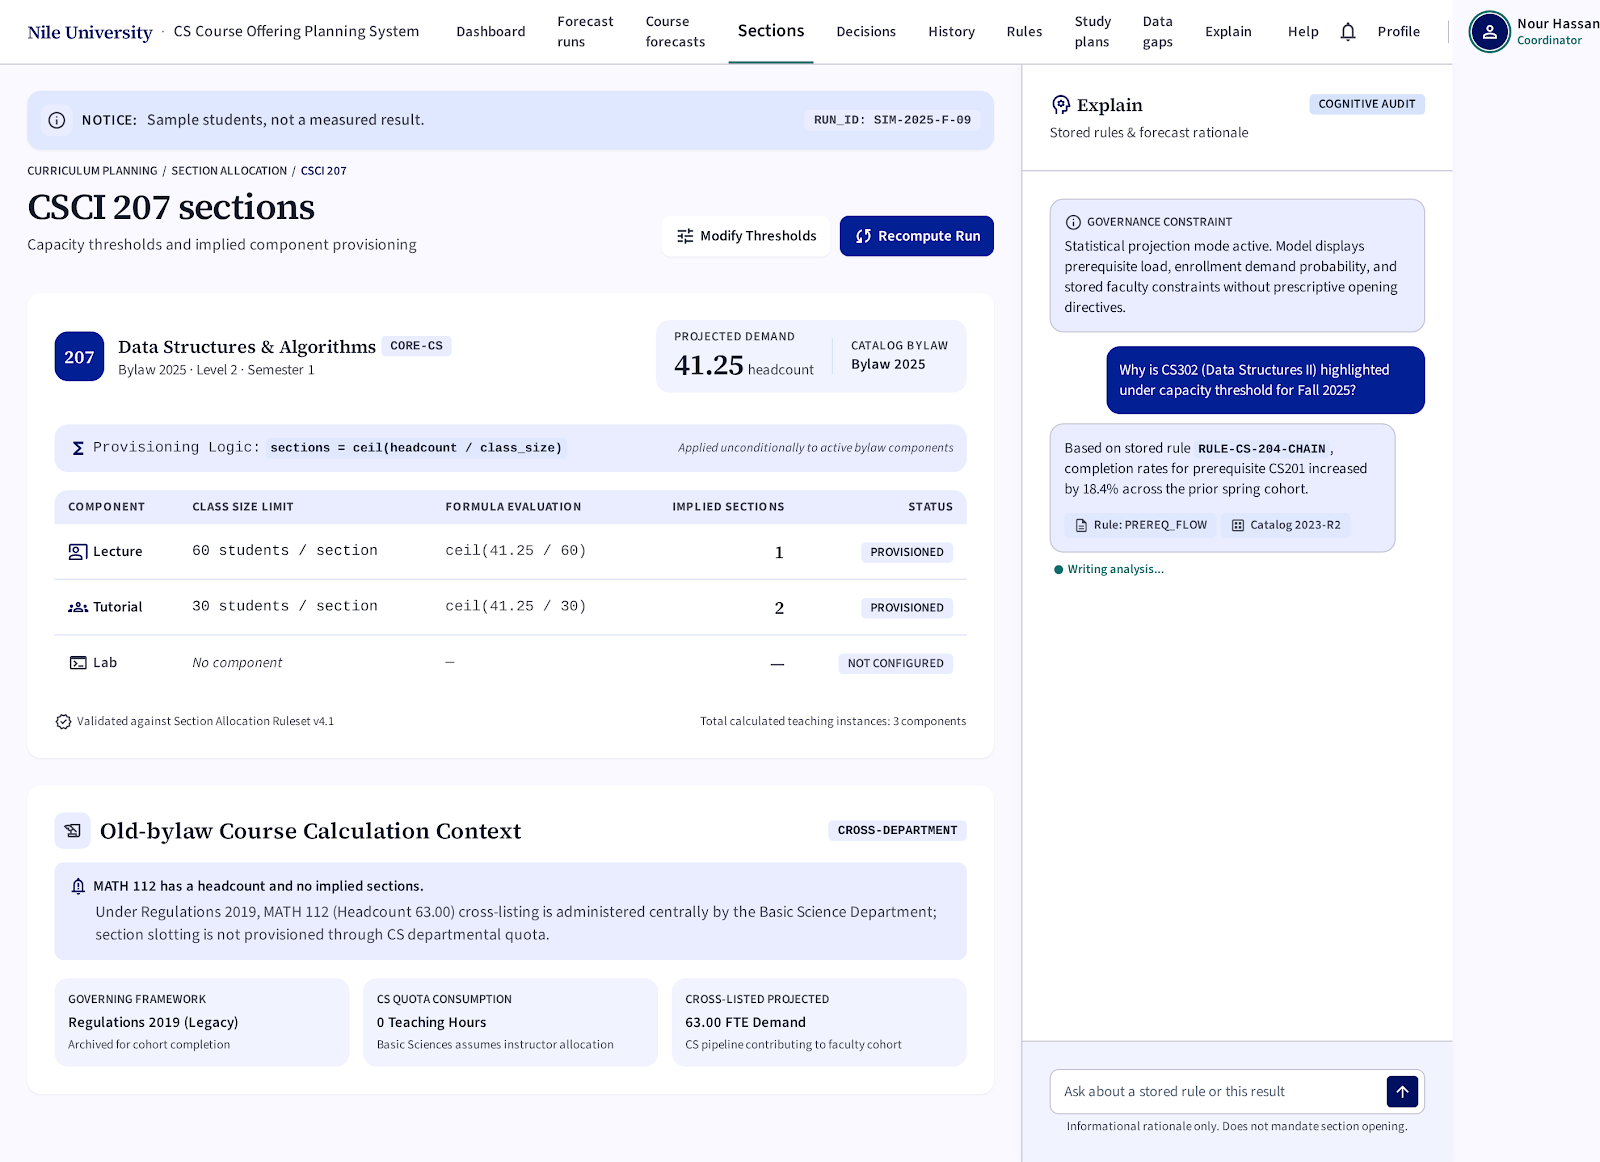 Nile University · CS Course Offering Planning System
Dashboard
Forecast runs
Course forecasts
Sections
Decisions
History
Rules
Study plans
Data gaps
Explain
Help
Profile
Nour Hassan
Coordinator
NOTICE: Sample students, not a measured result.
RUN_ID: SIM-2025-F-09
CURRICULUM PLANNING / SECTION ALLOCATION / CSCI 207
CSCI 207 sections
Capacity thresholds and implied component provisioning
Modify Thresholds
Recompute Run
207
Data Structures & Algorithms CORE-CS
Bylaw 2025 · Level 2 · Semester 1
PROJECTED DEMAND
41.25 headcount
CATALOG BYLAW
Bylaw 2025
Provisioning Logic: sections = ceil(headcount / class_size)
Applied unconditionally to active bylaw components
COMPONENT CLASS SIZE LIMIT FORMULA EVALUATION IMPLIED SECTIONS STATUS
Lecture 60 students / section ceil(41.25 / 60) 1 PROVISIONED
Tutorial 30 students / section ceil(41.25 / 30) 2 PROVISIONED
Lab No component — — NOT CONFIGURED
Validated against Section Allocation Ruleset v4.1
Total calculated teaching instances: 3 components
Old-bylaw Course Calculation Context
CROSS-DEPARTMENT
MATH 112 has a headcount and no implied sections.
Under Regulations 2019, MATH 112 (Headcount 63.00) cross-listing is administered centrally by the Basic Science Department;
section slotting is not provisioned through CS departmental quota.
GOVERNING FRAMEWORK
Regulations 2019 (Legacy)
Archived for cohort completion
CS QUOTA CONSUMPTION
0 Teaching Hours
Basic Sciences assumes instructor allocation
CROSS-LISTED PROJECTED
63.00 FTE Demand
CS pipeline contributing to faculty cohort
Explain
COGNITIVE AUDIT
Stored rules & forecast rationale
GOVERNANCE CONSTRAINT
Statistical projection mode active. Model displays
prerequisite load, enrollment demand probability, and
stored faculty constraints without prescriptive opening
directives.
Why is CS302 (Data Structures II) highlighted
under capacity threshold for Fall 2025?
Based on stored rule RULE-CS-204-CHAIN ,
completion rates for prerequisite CS201 increased
by 18.4% across the prior spring cohort.
Rule: PREREQ_FLOW
Catalog 2023-R2
Writing analysis...
Ask about a stored rule or this result
Informational rationale only. Does not mandate section opening.